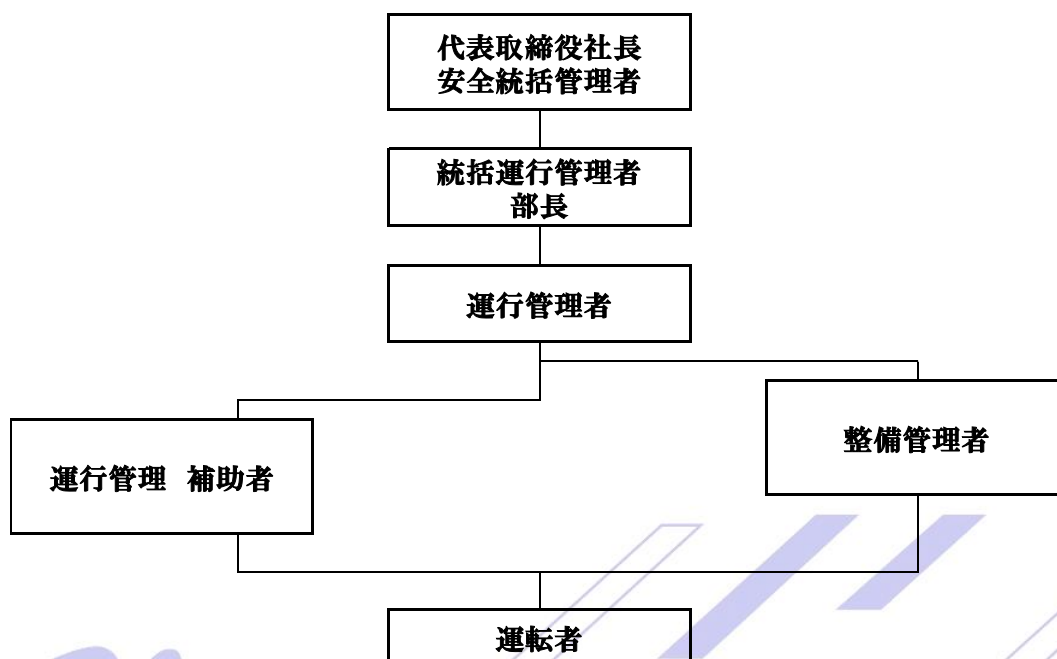 代表取締役社長
安全統括管理者
統括運行管理者
部長
運行管理者
整備管理者
運行管理 補助者
運転者